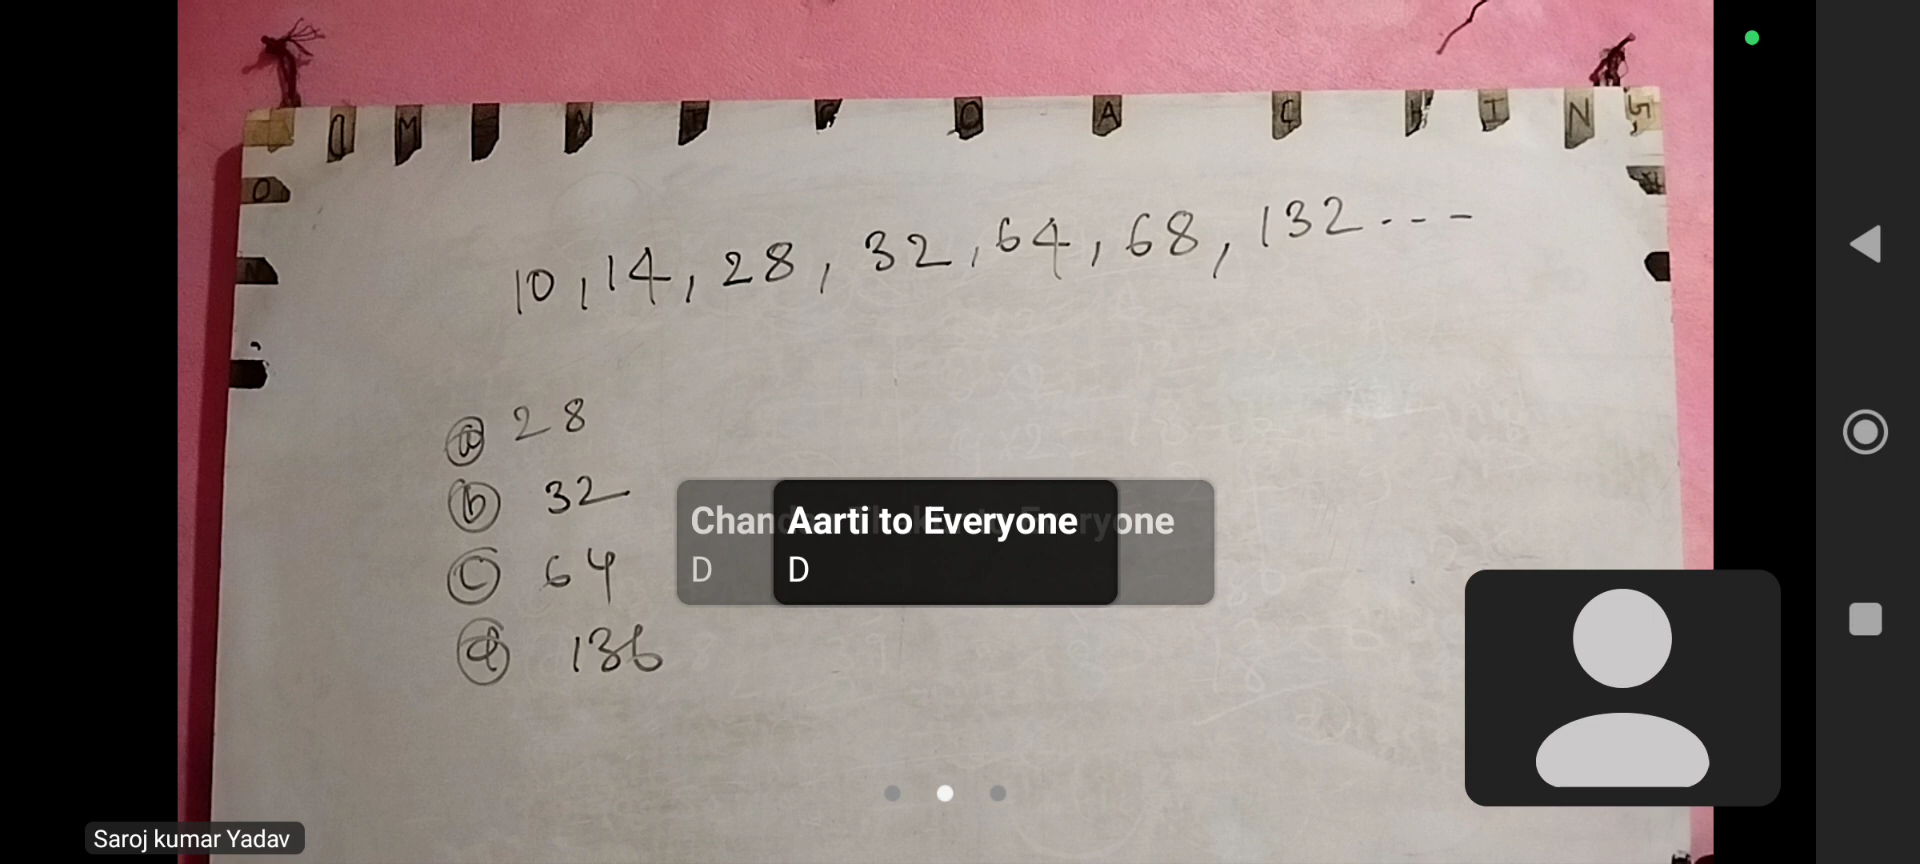 10, 14, 28, 32, 64, 68, 132---
(a) 28
(b) 32
(c) 64
(d) 136
Aarti to Everyone
D
D
Saroj kumar Yadav